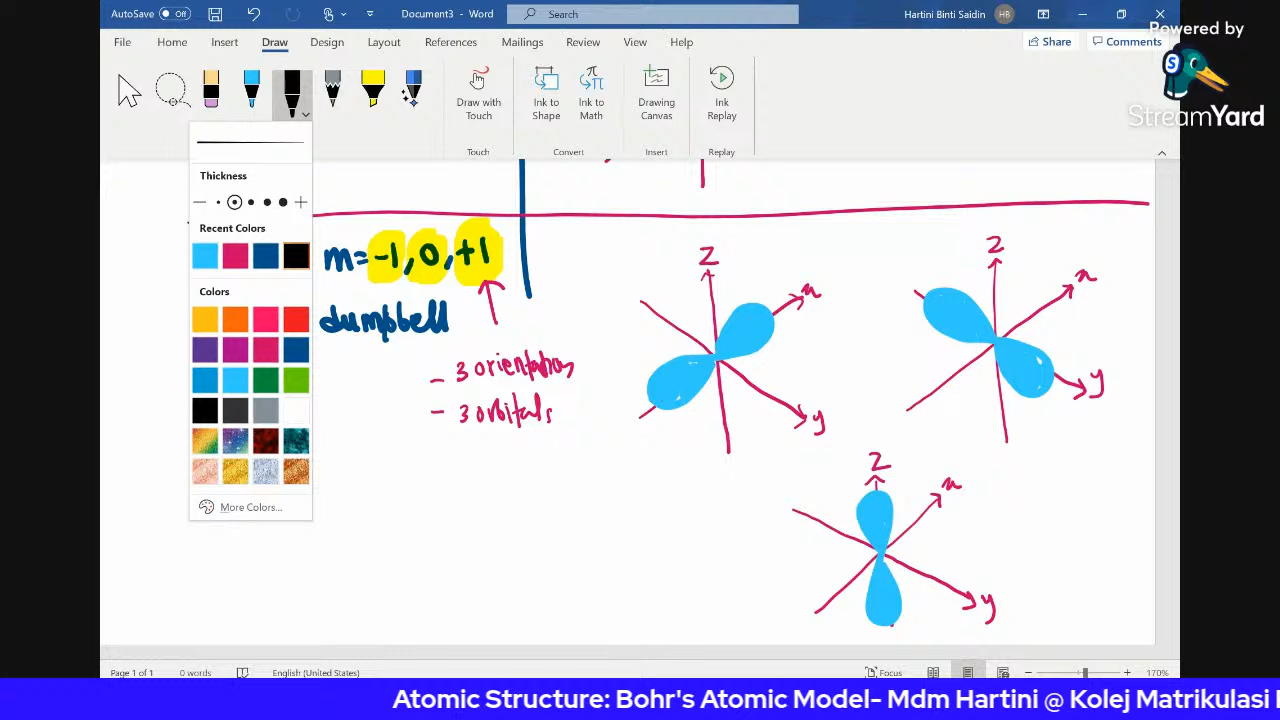 AutoSave Off Document3 - Word Search Hartini Binti Saidin HB
Powered by
StreamYard
File Home Insert Draw Design Layout References Mailings Review View Help Share Comments
Draw with Touch
Ink to Shape
Ink to Math
Drawing Canvas
Ink Replay
Touch Convert Insert Replay
Thickness
Recent Colors
Colors
More Colors...
m = -1, 0, +1
dumpbell
- 3 orientations
- 3 orbitals
z
x
y
z
x
y
z
x
y
Page 1 of 1 0 words English (United States) Focus 170%
Atomic Structure: Bohr's Atomic Model- Mdm Hartini @ Kolej Matrikulasi